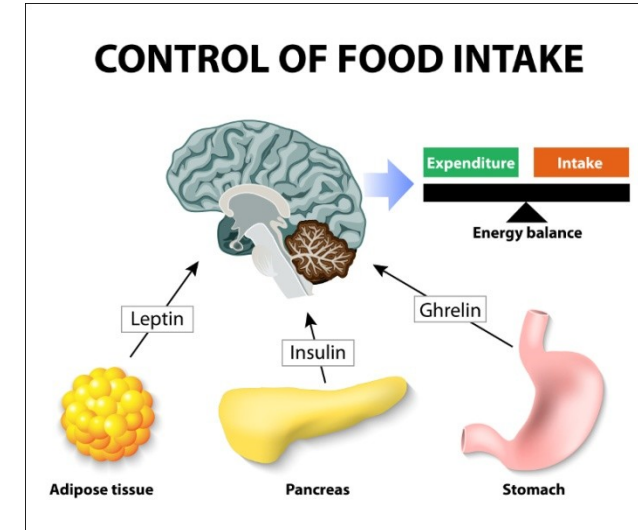 CONTROL OF FOOD INTAKE
Expenditure
Intake
Energy balance
Leptin
Insulin
Ghrelin
Adipose tissue
Pancreas
Stomach